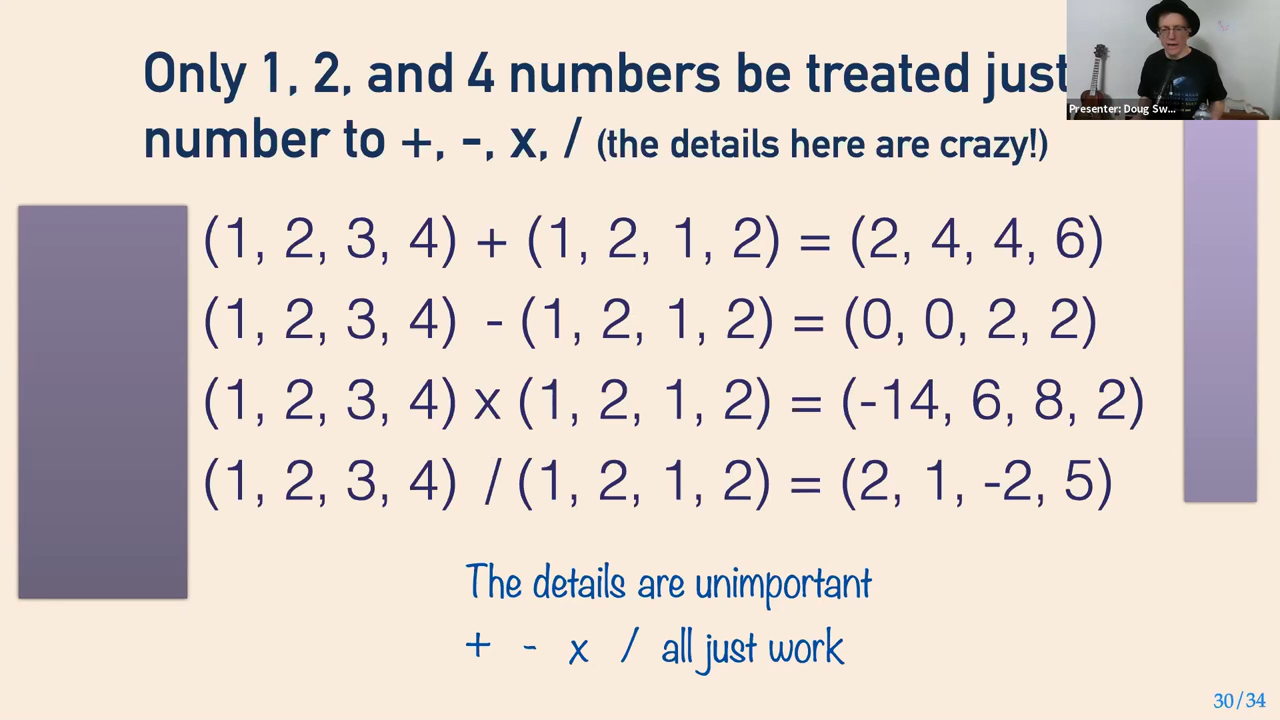 Only 1, 2, and 4 numbers be treated just
number to +, -, x, / (the details here are crazy!)
Presenter: Doug Sw...
(1, 2, 3, 4) + (1, 2, 1, 2) = (2, 4, 4, 6)
(1, 2, 3, 4) - (1, 2, 1, 2) = (0, 0, 2, 2)
(1, 2, 3, 4) x (1, 2, 1, 2) = (-14, 6, 8, 2)
(1, 2, 3, 4) / (1, 2, 1, 2) = (2, 1, -2, 5)
The details are unimportant
+ - x / all just work
30/34